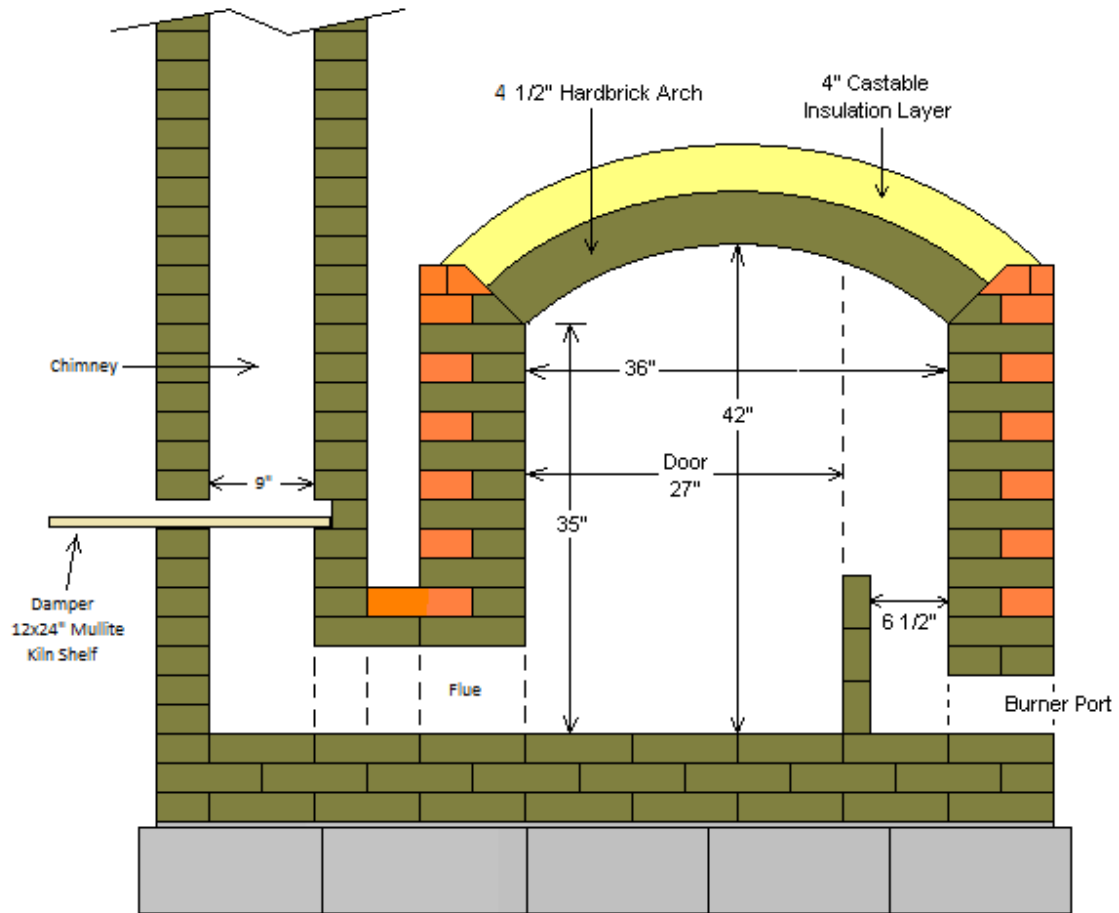 4 1/2" Hardbrick Arch
4" Castable
Insulation Layer
Chimney
36"
42"
Door
27"
9"
35"
Damper
12x24" Mullite
Kiln Shelf
6 1/2"
Flue
Burner Port